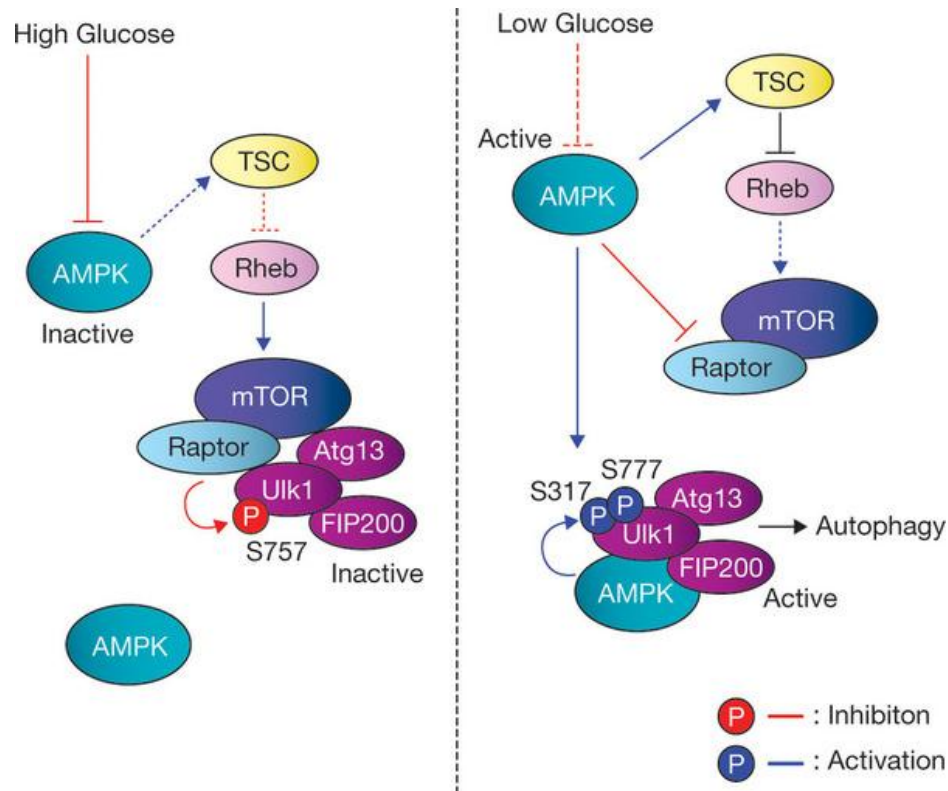 High Glucose
TSC
AMPK
Rheb
Inactive
mTOR
Raptor
Atg13
Ulk1
P
FIP200
S757
Inactive
AMPK
Low Glucose
TSC
Active
AMPK
Rheb
mTOR
Raptor
S777
S317
P
P
Atg13
Ulk1
Autophagy
FIP200
AMPK
Active
P : Inhibiton
P : Activation